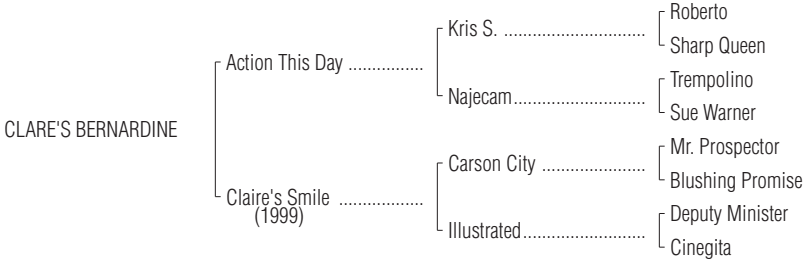 Roberto
Kris S. ..............................
Sharp Queen
Action This Day ................
Trempolino
Najecam............................
Sue Warner
CLARE'S BERNARDINE
Mr. Prospector
Carson City ......................
Blushing Promise
Claire's Smile ..................
(1999)
Deputy Minister
Illustrated..........................
Cinegita